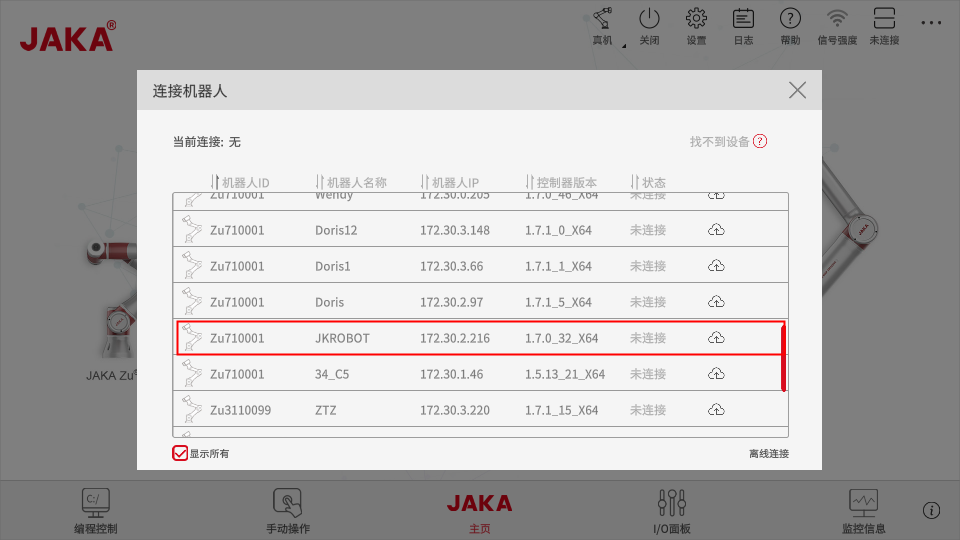 JAKA®
真机
关闭
设置
日志
帮助
信号强度
未连接
连接机器人
当前连接: 无
找不到设备 ?
机器人ID 机器人名称 机器人IP 控制器版本 状态
Zu710001 Wendy 172.30.0.205 1.7.0_46_X64 未连接
Zu710001 Doris12 172.30.3.148 1.7.1_0_X64 未连接
Zu710001 Doris1 172.30.3.66 1.7.1_1_X64 未连接
Zu710001 Doris 172.30.2.97 1.7.1_5_X64 未连接
Zu710001 JKROBOT 172.30.2.216 1.7.0_32_X64 未连接
Zu710001 34_C5 172.30.1.46 1.5.13_21_X64 未连接
Zu3110099 ZTZ 172.30.3.220 1.7.1_15_X64 未连接
显示所有
离线连接
JAKA Zu®
JAKA
C:/
编程控制
手动操作
JAKA
主页
I/O面板
监控信息